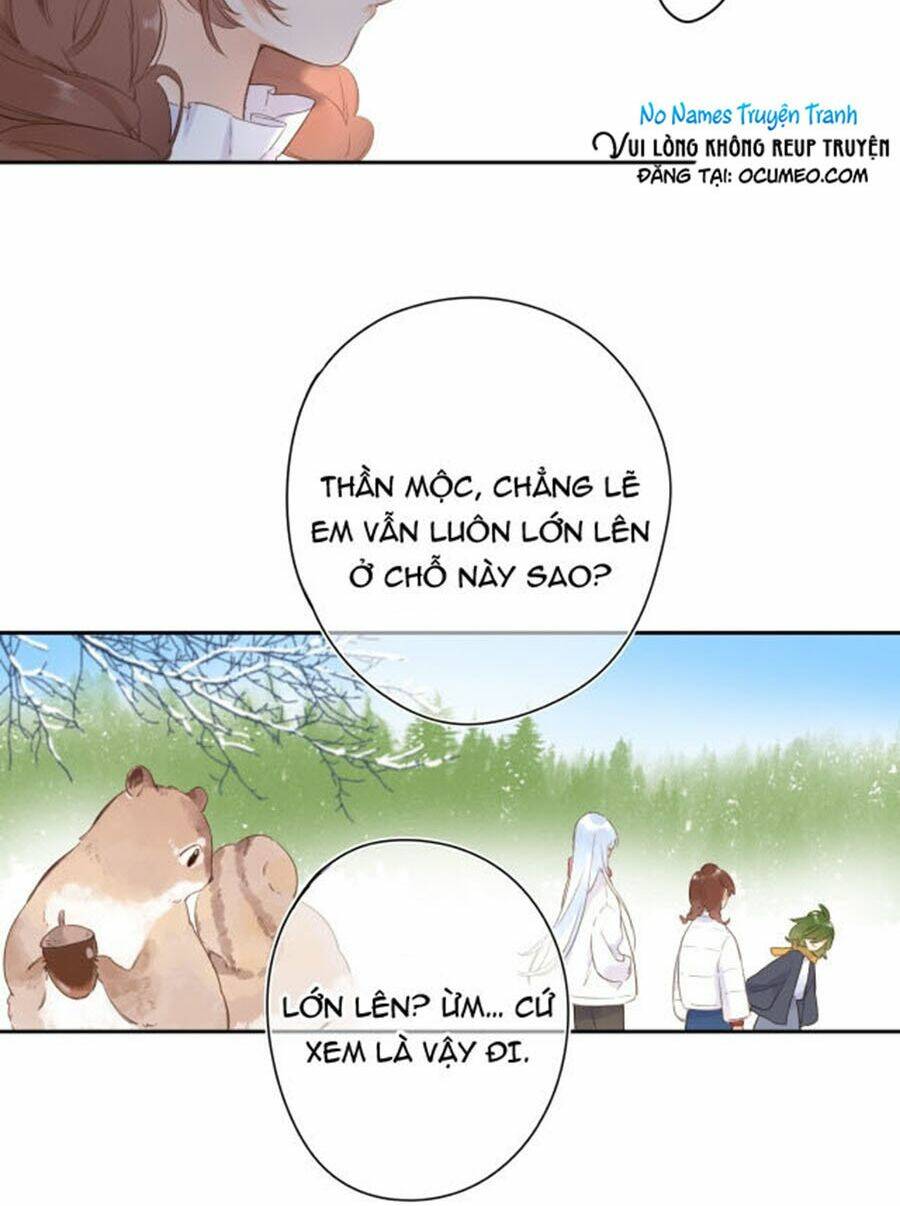 No Names Truyện Tranh
VUI LÒNG KHÔNG REUP TRUYỆN
ĐĂNG TẠI: OCUMEO.COM
THẦN MỘC, CHẲNG LẼ
EM VẪN LUÔN LỚN LÊN
Ở CHỖ NÀY SAO?
LỚN LÊN? ỪM... CỨ
XEM LÀ VẬY ĐI.